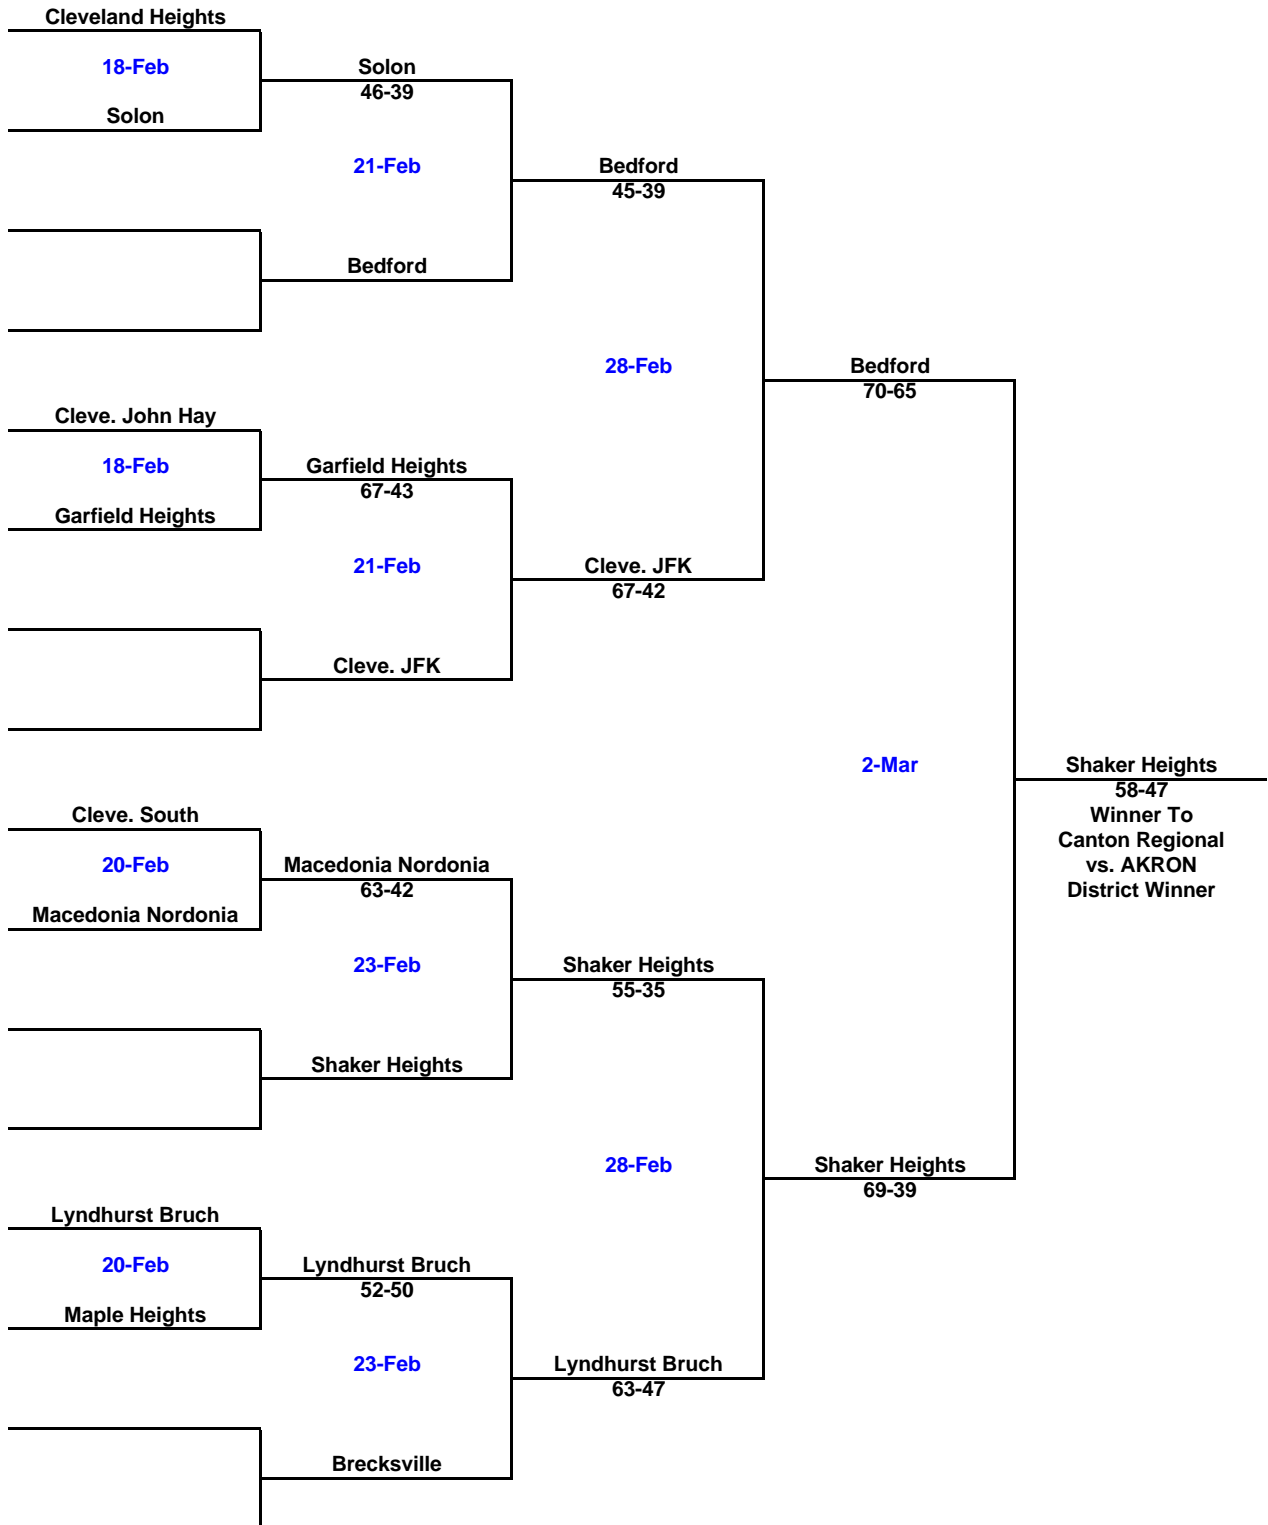 Cleveland Heights
18-Feb
Solon
46-39
Solon
21-Feb
Bedford
45-39
Bedford
28-Feb
Bedford
70-65
Cleve. John Hay
18-Feb
Garfield Heights
67-43
Garfield Heights
21-Feb
Cleve. JFK
67-42
Cleve. JFK
2-Mar
Shaker Heights
58-47
Winner To
Canton Regional
vs. AKRON
District Winner
Cleve. South
20-Feb
Macedonia Nordonia
63-42
Macedonia Nordonia
23-Feb
Shaker Heights
55-35
Shaker Heights
28-Feb
Shaker Heights
69-39
Lyndhurst Bruch
20-Feb
Lyndhurst Bruch
52-50
Maple Heights
23-Feb
Lyndhurst Bruch
63-47
Brecksville